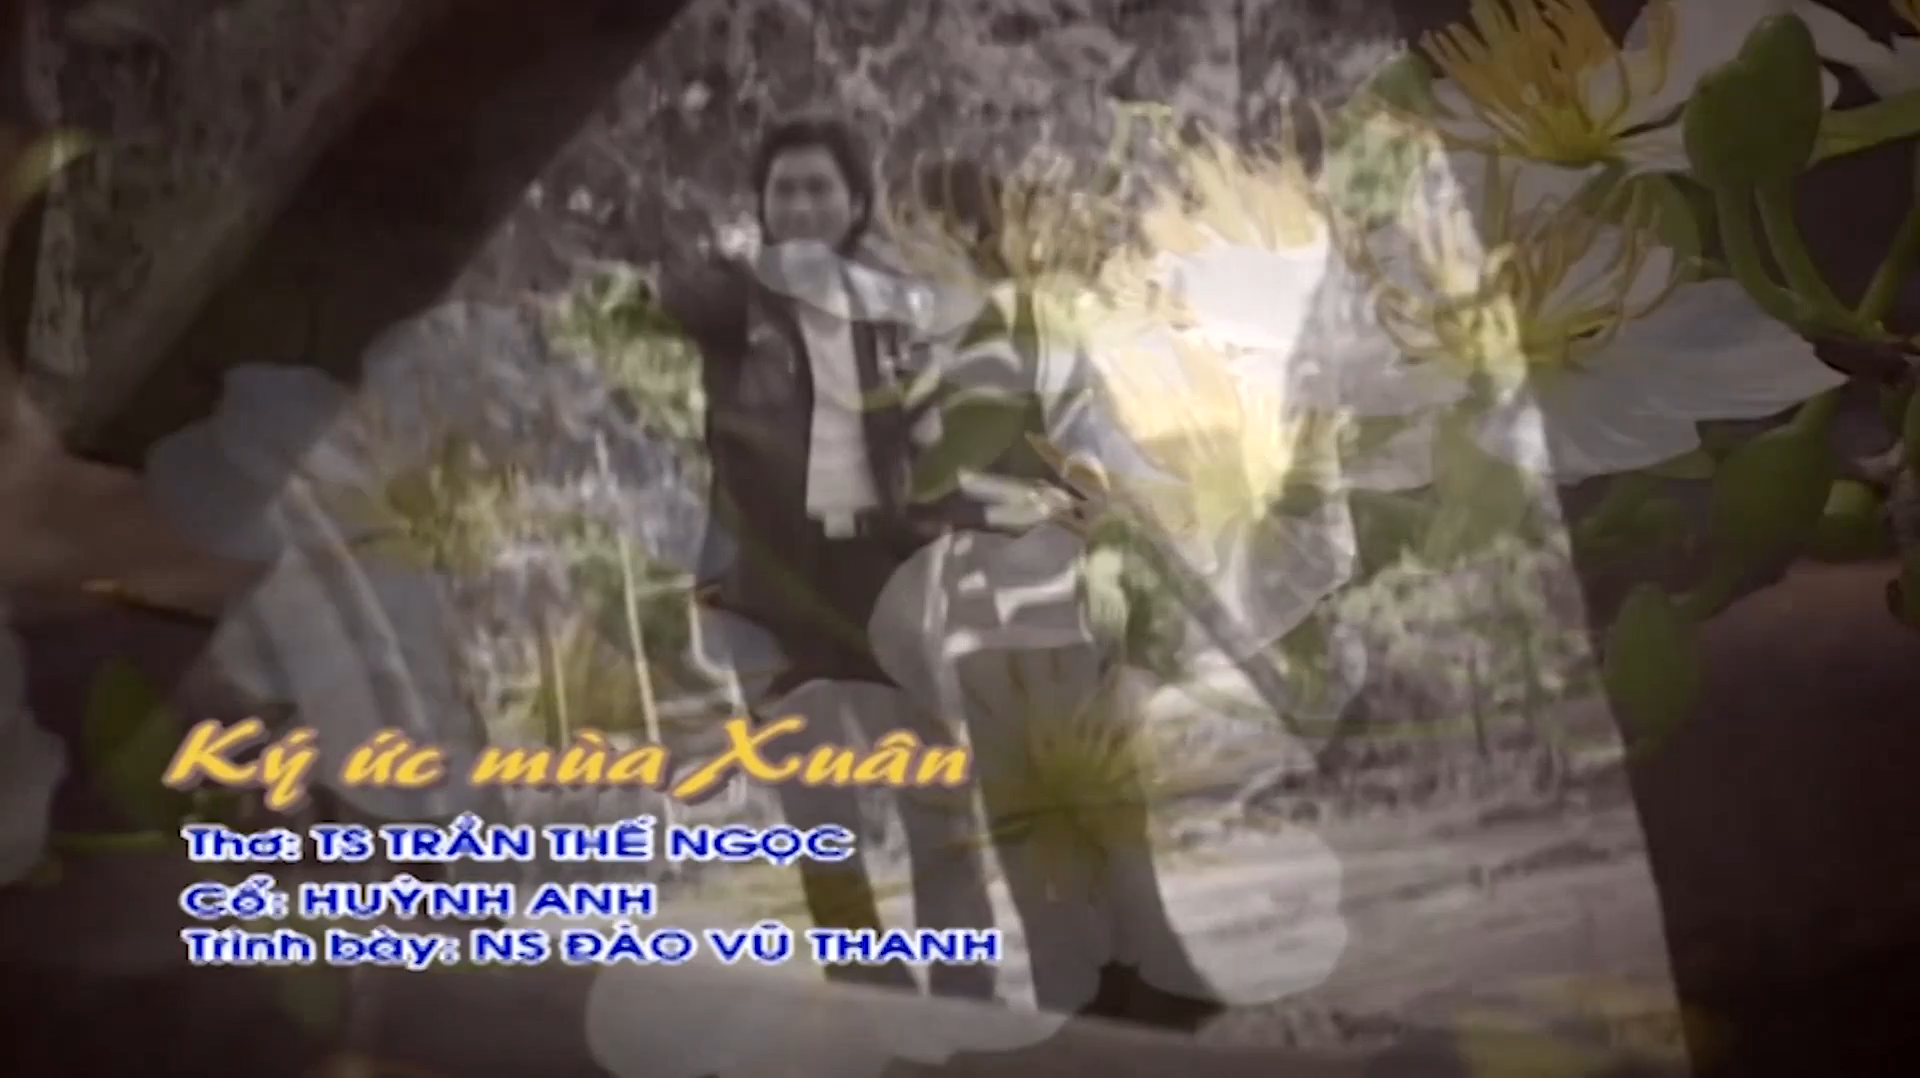 Ký ức mùa Xuân
Thơ: TS TRẦN THẾ NGỌC
Cổ: HUỲNH ANH
Trình bày: NS ĐÀO VŨ THANH